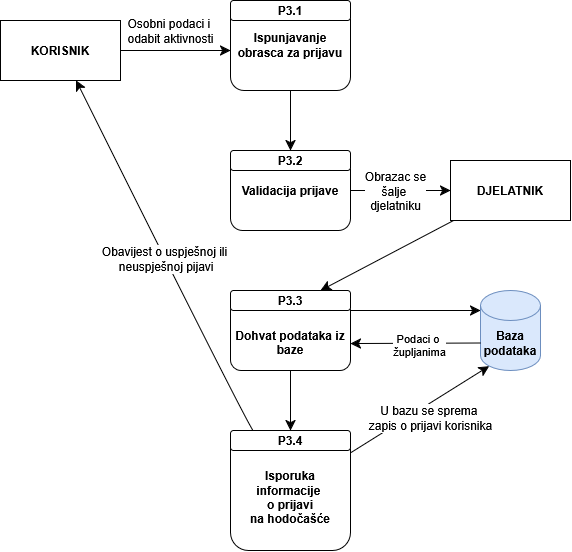 P3.1
Osobni podaci i
odabit aktivnosti
KORISNIK
Ispunjavanje
obrasca za prijavu
P3.2
Validacija prijave
Obrazac se
šalje
djelatniku
DJELATNIK
Obavijest o uspješnoj ili
neuspješnoj pijavi
P3.3
Dohvat podataka iz
baze
Podaci o
župljanima
Baza
podataka
U bazu se sprema
zapis o prijavi korisnika
P3.4
Isporuka
informacije
o prijavi
na hodočašće